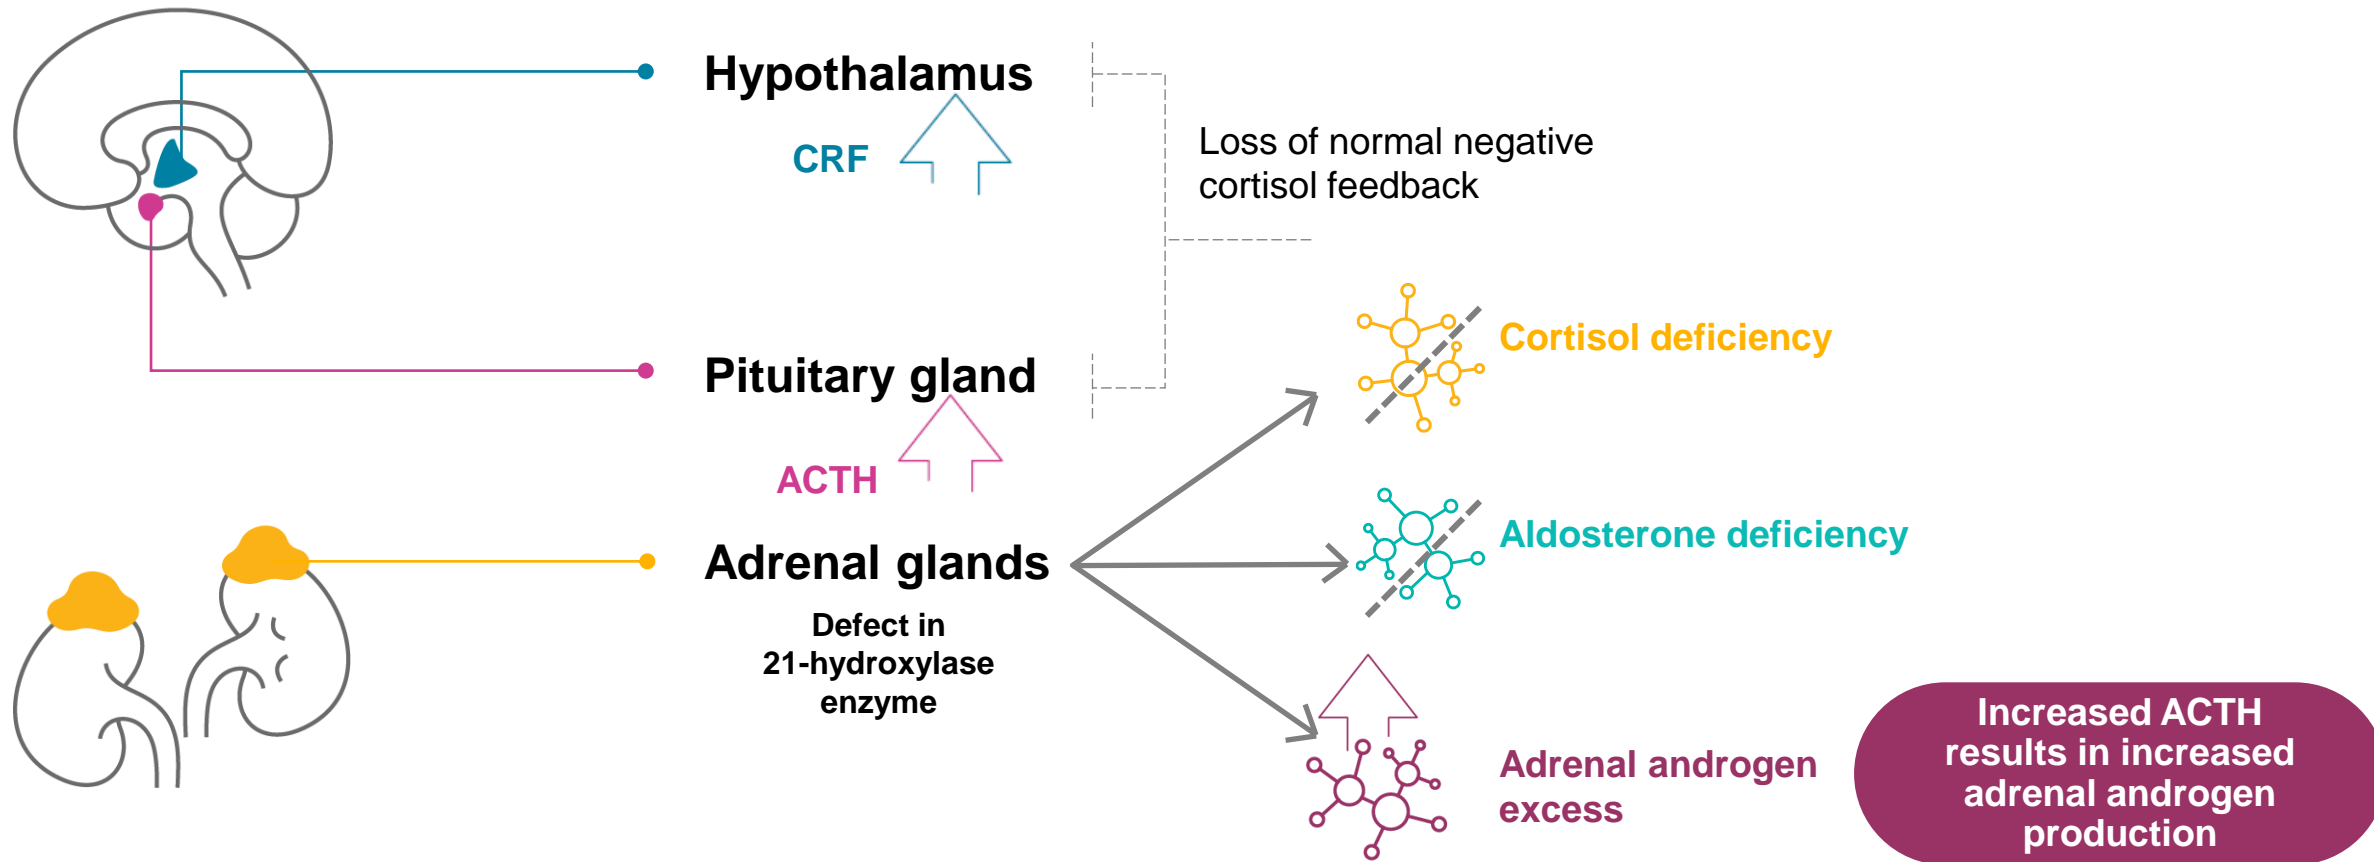 Hypothalamus
CRF
Loss of normal negative
cortisol feedback
Pituitary gland
ACTH
Cortisol deficiency
Aldosterone deficiency
Adrenal glands
Defect in
21-hydroxylase
enzyme
Adrenal androgen
excess
Increased ACTH
results in increased
adrenal androgen
production